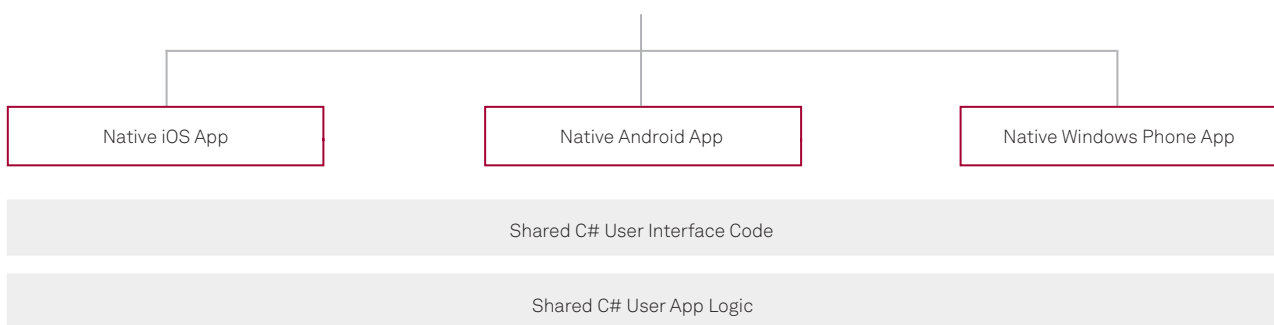 Native iOS App
Native Android App
Native Windows Phone App
Shared C# User Interface Code
Shared C# User App Logic